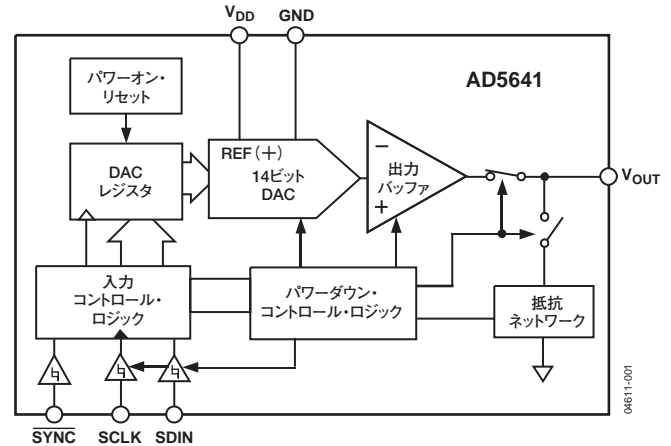 VDD GND
パワーオン・
リセット
AD5641
DAC
レジスタ
REF(+)
14ビット
DAC
−
出力
バッファ
+
VOUT
入力
コントロール・
ロジック
パワーダウン・
コントロール・ロジック
抵抗
ネットワーク
04611-001
SYNC SCLK SDIN